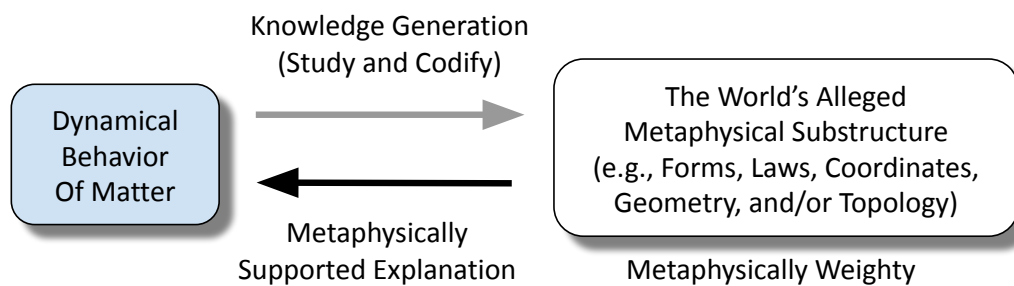 Knowledge Generation
(Study and Codify)
Dynamical
Behavior
Of Matter
The World's Alleged
Metaphysical Substructure
(e.g., Forms, Laws, Coordinates,
Geometry, and/or Topology)
Metaphysically
Supported Explanation
Metaphysically Weighty